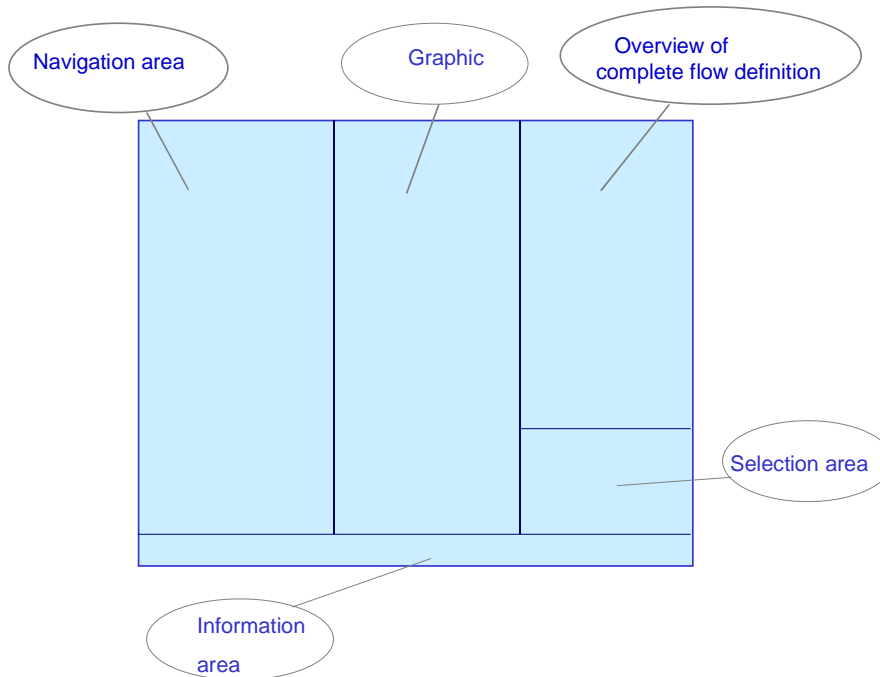 Navigation area
Graphic
Overview of
complete flow definition
Selection area
Information
area